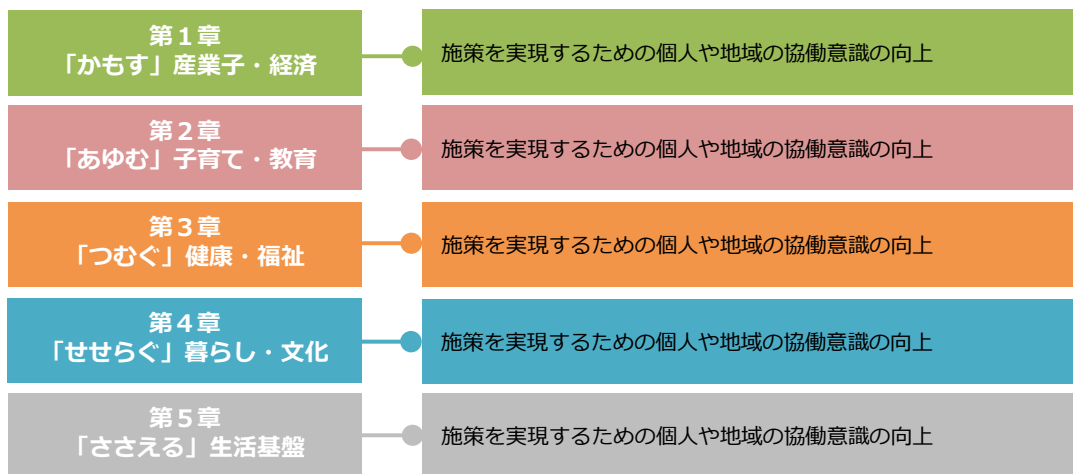 第１章
「かもす」産業子・経済
施策を実現するための個人や地域の協働意識の向上
第２章
「あゆむ」子育て・教育
施策を実現するための個人や地域の協働意識の向上
第３章
「つむぐ」健康・福祉
施策を実現するための個人や地域の協働意識の向上
第４章
「せせらぐ」暮らし・文化
施策を実現するための個人や地域の協働意識の向上
第５章
「ささえる」生活基盤
施策を実現するための個人や地域の協働意識の向上